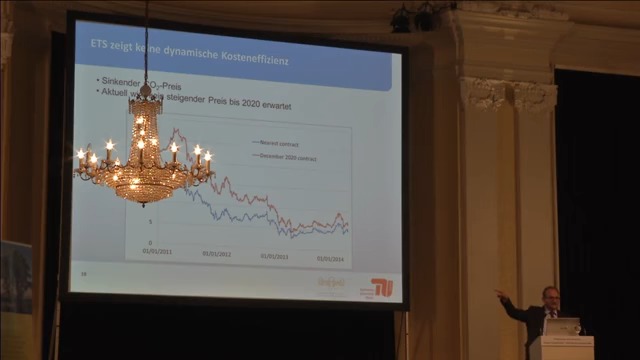 ETS zeigt keine dynamische Kosteneffizienz
• Sinkender CO₂-Preis
• Aktuell steigender Preis bis 2020 erwartet
Nearest contract
December 2020 contract
5
0
01/01/2011
01/01/2012
01/01/2013
01/01/2014